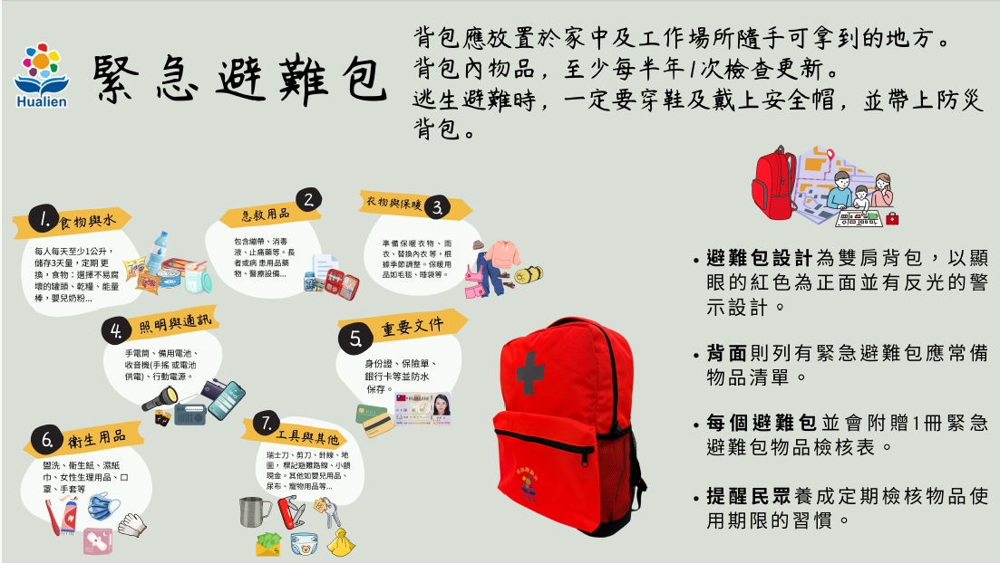 Hualien
緊急避難包
背包應放置於家中及工作場所隨手可拿到的地方。
背包內物品，至少每半年1次檢查更新。
逃生避難時，一定要穿鞋及戴上安全帽，並帶上防災
背包。
1. 食物與水
每人每天至少1公升，
儲存3天量，定期 更
換，食物：選擇不易腐
壞的罐頭、乾糧、能量
棒，嬰兒奶粉...
2. 急救用品
包含繃帶、消毒
液、止痛藥等。長
者或病 患用品藥
物、醫療設備...
3. 衣物與保暖
準備保暖衣物、雨
衣、替換內衣 等，根
據季節調整。保暖用
品如毛毯、睡袋等。
4. 照明與通訊
手電筒、備用電池、
收音機(手搖 或電池
供電)、行動電源。
5. 重要文件
身份證、保險單、
銀行卡等並防水
保存。
6. 衛生用品
盥洗、衛生紙、濕紙
巾、女性生理用品、口
罩、手套等
7. 工具與其他
瑞士刀、剪刀、針線、地
圖， 標記避難路線、小額
現金。其他如嬰兒用品、
尿布、寵物用品等...
• 避難包設計為雙肩背包，以顯
眼的紅色為正面並有反光的警
示設計。
• 背面則列有緊急避難包應常備
物品清單。
• 每個避難包並會附贈1冊緊急
避難包物品檢核表。
• 提醒民眾養成定期檢核物品使
用期限的習慣。